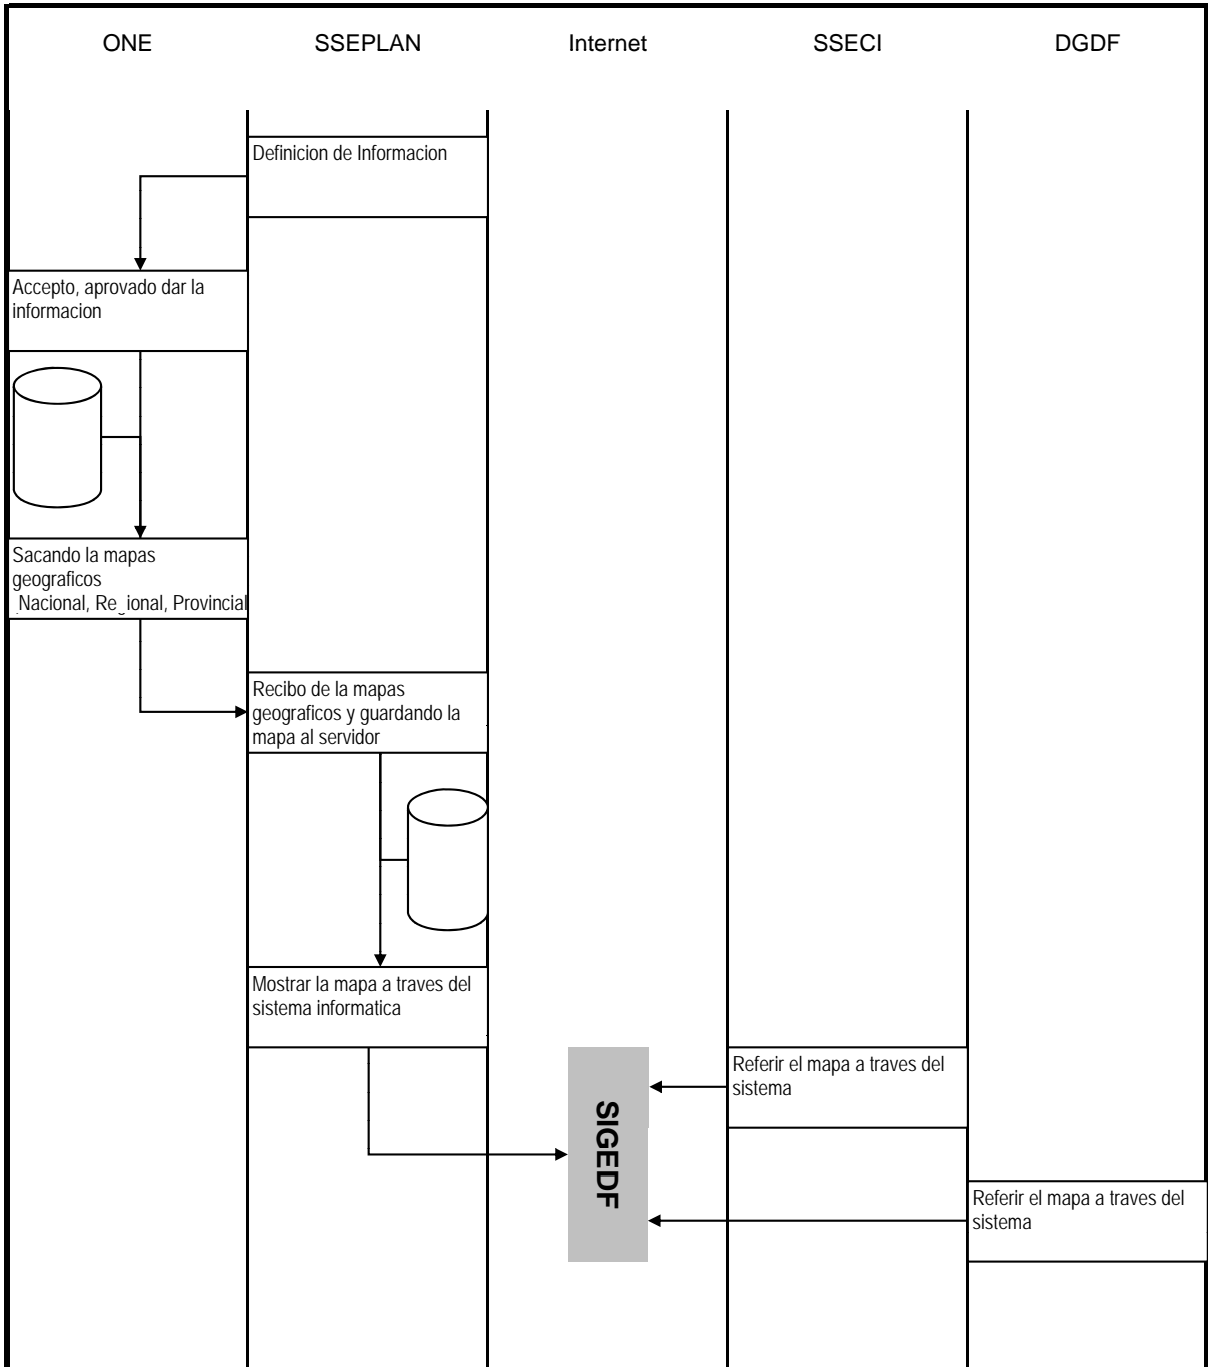 ONE SSEPLAN Internet SSECI DGDF
Definicion de Informacion
Accepto, aprovado dar la
informacion
Sacando la mapas
geograficos
Nacional, Re_ional, Provincial
Recibo de la mapas
geograficos y guardando la
mapa al servidor
Mostrar la mapa a traves del
sistema informatica
Referir el mapa a traves del
sistema
SIGEDF
Referir el mapa a traves del
sistema